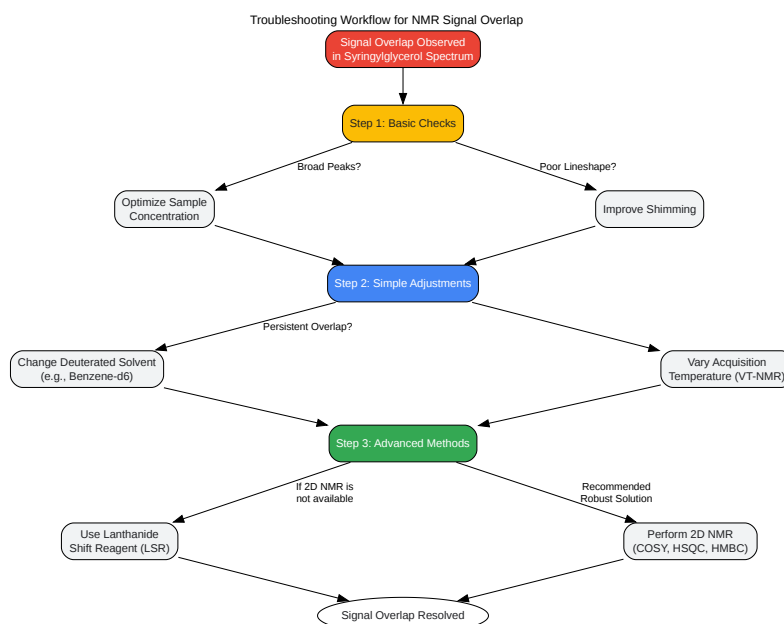 Troubleshooting Workflow for NMR Signal Overlap
Signal Overlap Observed
in Syringylglycerol Spectrum
Step 1: Basic Checks
Broad Peaks?
Poor Lineshape?
Optimize Sample
Concentration
Improve Shimming
Step 2: Simple Adjustments
Persistent Overlap?
Change Deuterated Solvent
(e.g., Benzene-d6)
Vary Acquisition
Temperature (VT-NMR)
Step 3: Advanced Methods
If 2D NMR is
not available
Recommended
Robust Solution
Use Lanthanide
Shift Reagent (LSR)
Perform 2D NMR
(COSY, HSQC, HMBC)
Signal Overlap Resolved